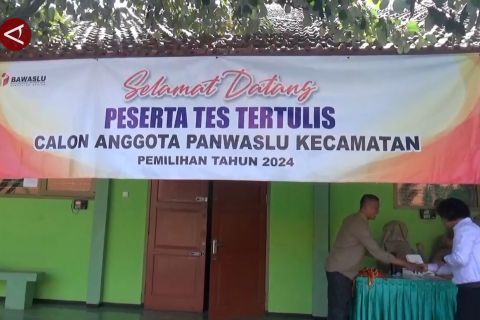 BAWASLU
Selamat Datang
PESERTA TES TERTULIS
CALON ANGGOTA PANWASLU KECAMATAN
PEMILIHAN TAHUN 2024